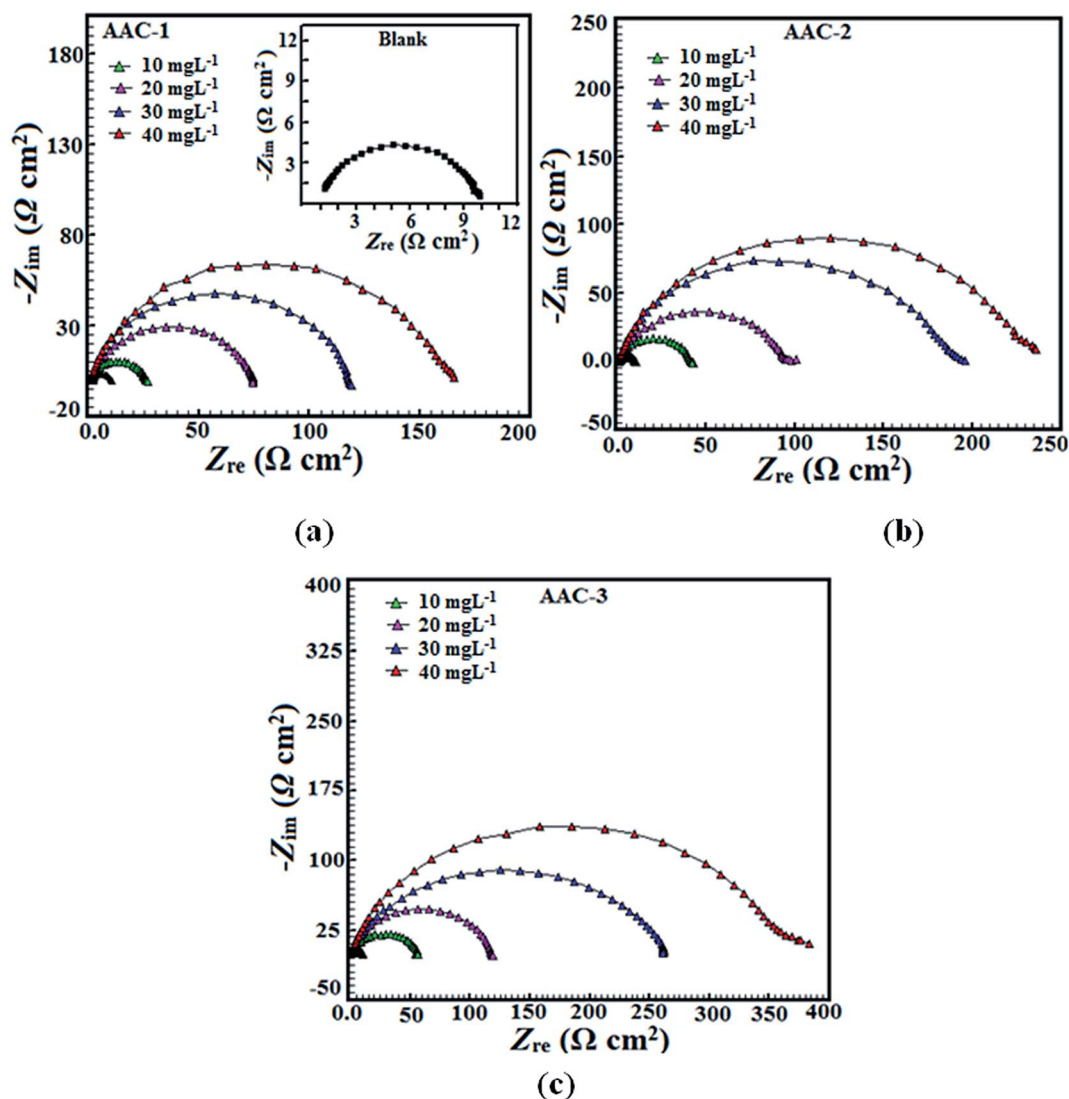 AAC-1
10 mgL⁻¹
20 mgL⁻¹
30 mgL⁻¹
40 mgL⁻¹
180
130
80
30
-20
-Zim (Ω cm²)
0.0 50 100 150 200
Zre (Ω cm²)
Blank
12
9
6
3
-Zim (Ω cm²)
3 6 9 12
Zre (Ω cm²)
(a)
AAC-2
10 mgL⁻¹
20 mgL⁻¹
30 mgL⁻¹
40 mgL⁻¹
250
200
150
100
50
0.0
-50
-Zim (Ω cm²)
0.0 50 100 150 200 250
Zre (Ω cm²)
(b)
AAC-3
10 mgL⁻¹
20 mgL⁻¹
30 mgL⁻¹
40 mgL⁻¹
400
325
250
175
100
25
-50
-Zim (Ω cm²)
0.0 50 100 150 200 250 300 350 400
Zre (Ω cm²)
(c)